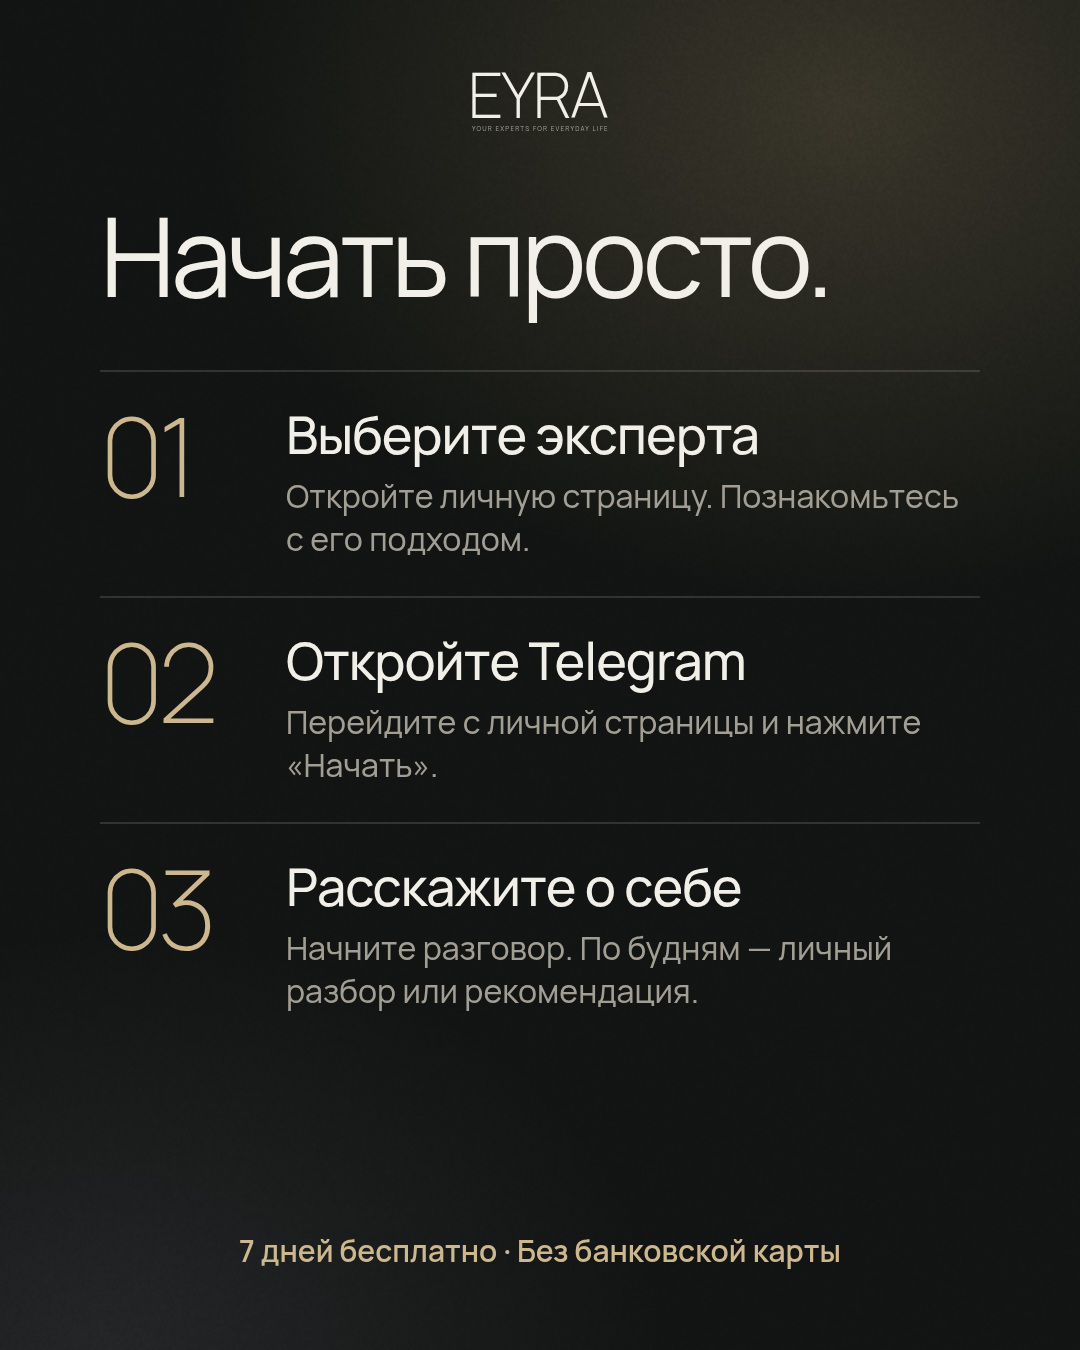 EYRA
YOUR EXPERTS FOR EVERYDAY LIFE
Начать просто.
01
Выберите эксперта
Откройте личную страницу. Познакомьтесь
с его подходом.
02
Откройте Telegram
Перейдите с личной страницы и нажмите
«Начать».
03
Расскажите о себе
Начните разговор. По будням — личный
разбор или рекомендация.
7 дней бесплатно · Без банковской карты